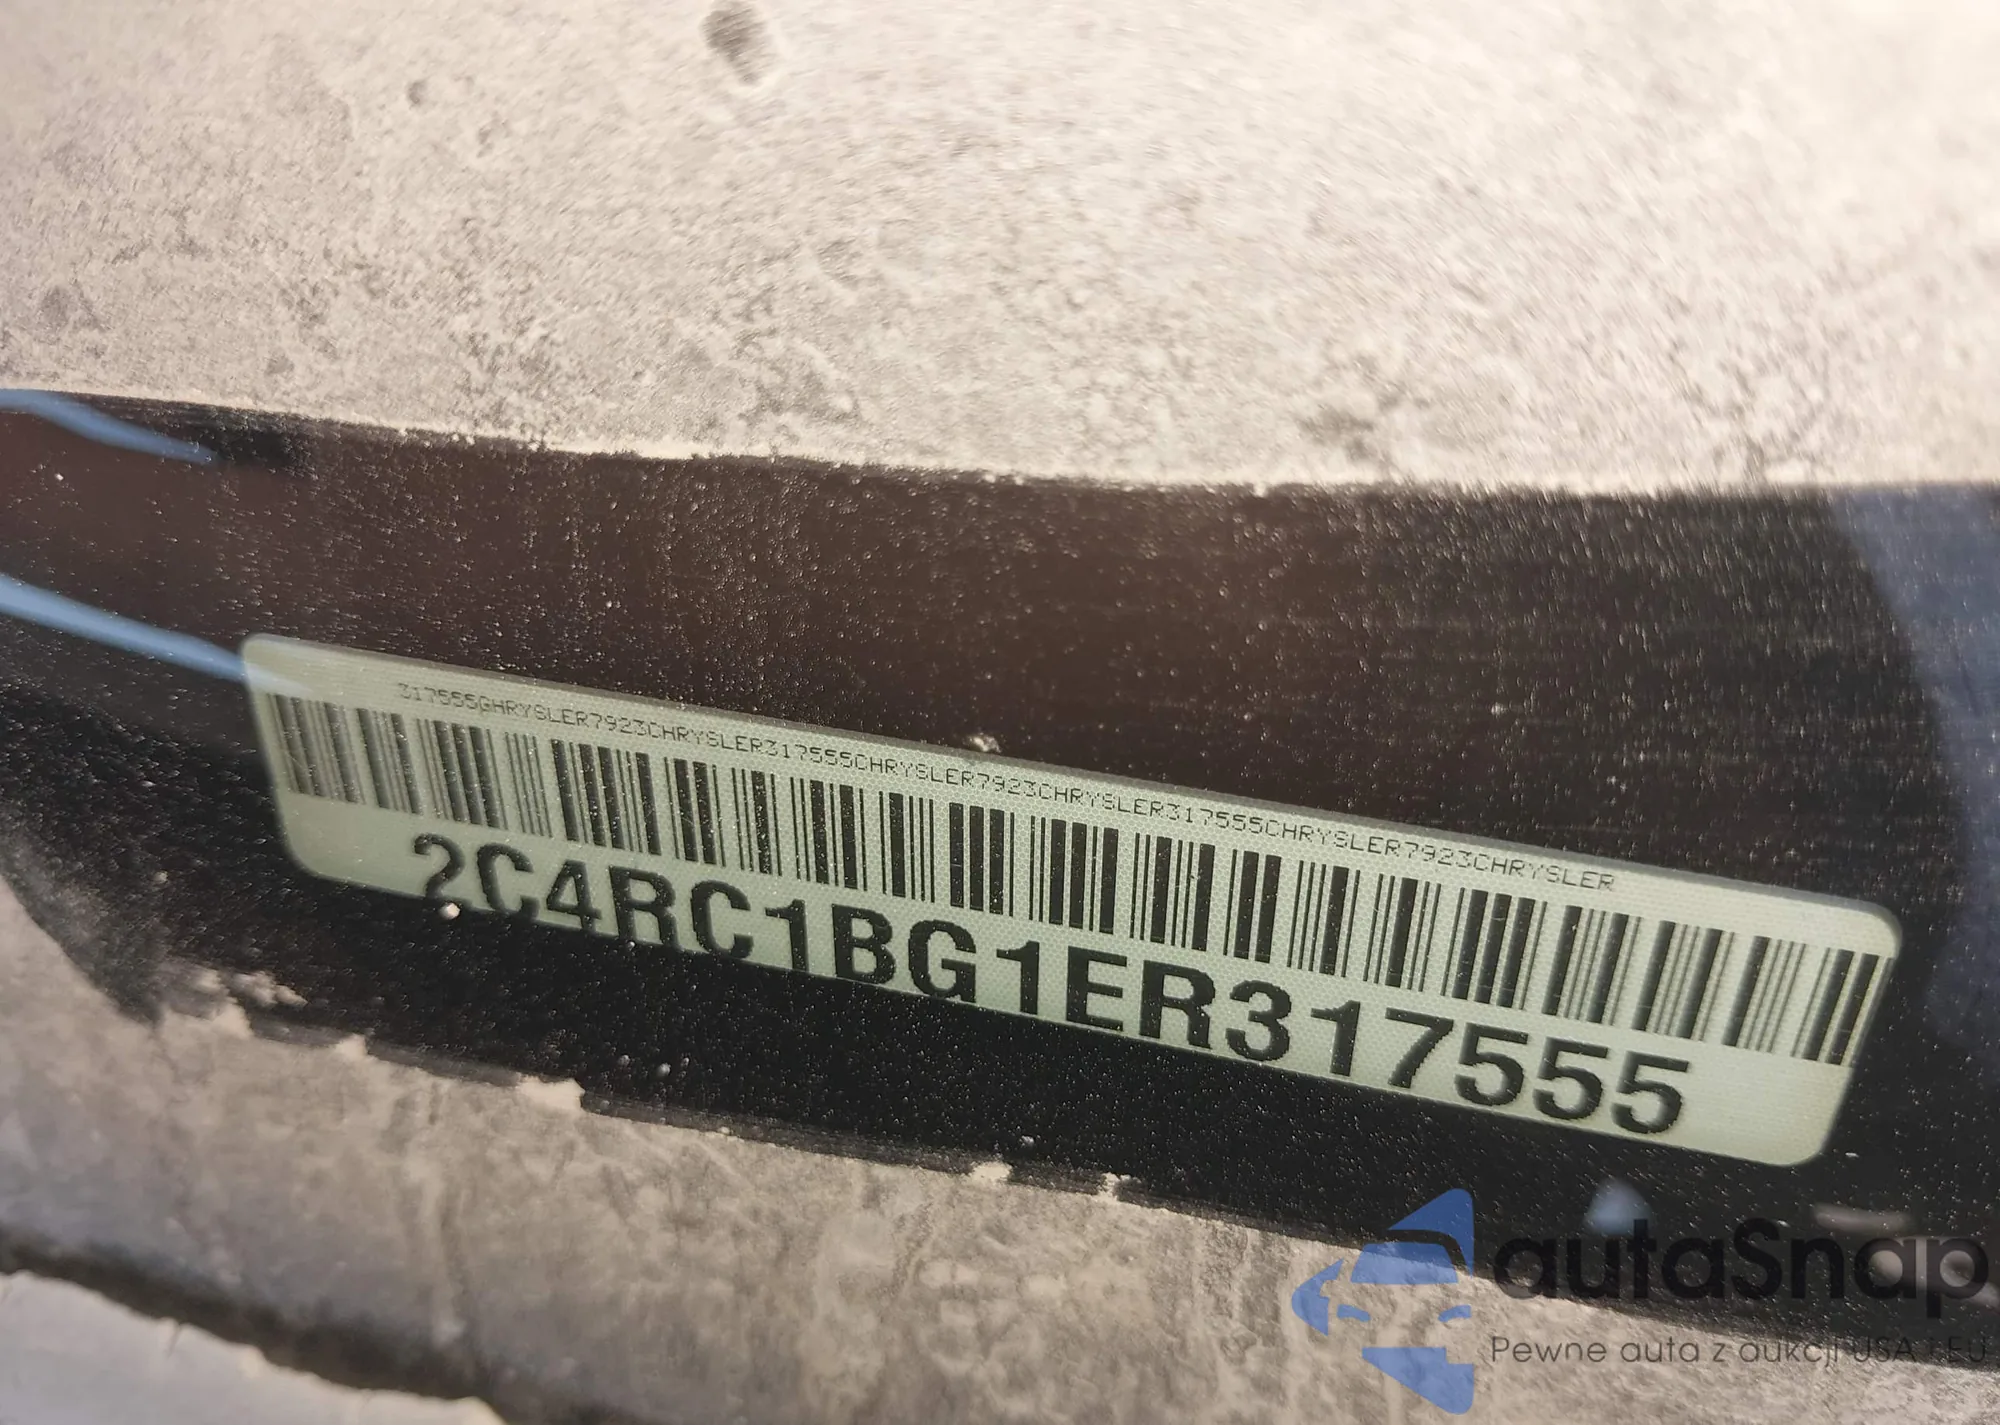 317555CHRYSLER7923CHRYSLER317555CHRYSLER7923CHRYSLER317555CHRYSLER7923CHRYSLER
2C4RC1BG1ER317555
autaSnap
Pewne auta z aukcji USA i EU